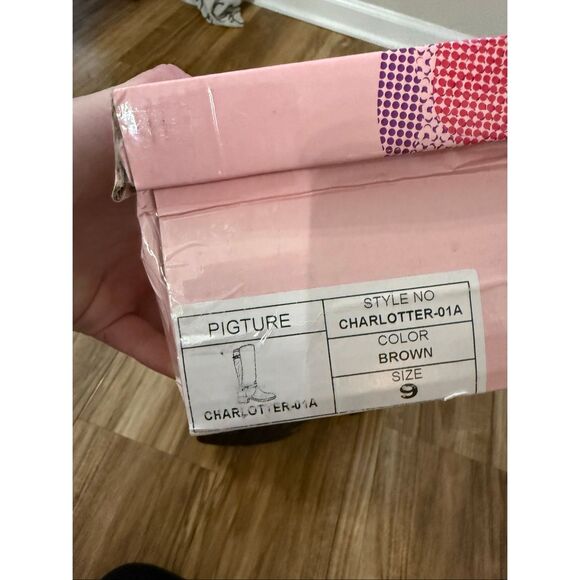 PIGTURE
CHARLOTTER-01A
STYLE NO
CHARLOTTER-01A
COLOR
BROWN
SIZE
9